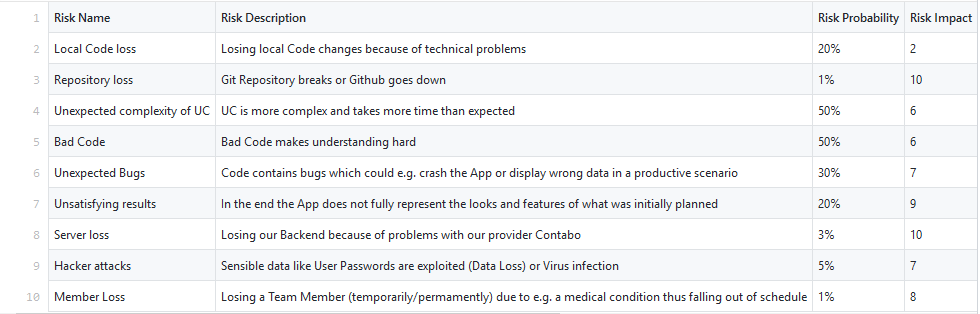 1 Risk Name Risk Description Risk Probability Risk Impact
2 Local Code loss Losing local Code changes because of technical problems 20% 2
3 Repository loss Git Repository breaks or Github goes down 1% 10
4 Unexpected complexity of UC UC is more complex and takes more time than expected 50% 6
5 Bad Code Bad Code makes understanding hard 50% 6
6 Unexpected Bugs Code contains bugs which could e.g. crash the App or display wrong data in a productive scenario 30% 7
7 Unsatisfying results In the end the App does not fully represent the looks and features of what was initially planned 20% 9
8 Server loss Losing our Backend because of problems with our provider Contabo 3% 10
9 Hacker attacks Sensible data like User Passwords are exploited (Data Loss) or Virus infection 5% 7
10 Member Loss Losing a Team Member (temporarily/permamently) due to e.g. a medical condition thus falling out of schedule 1% 8